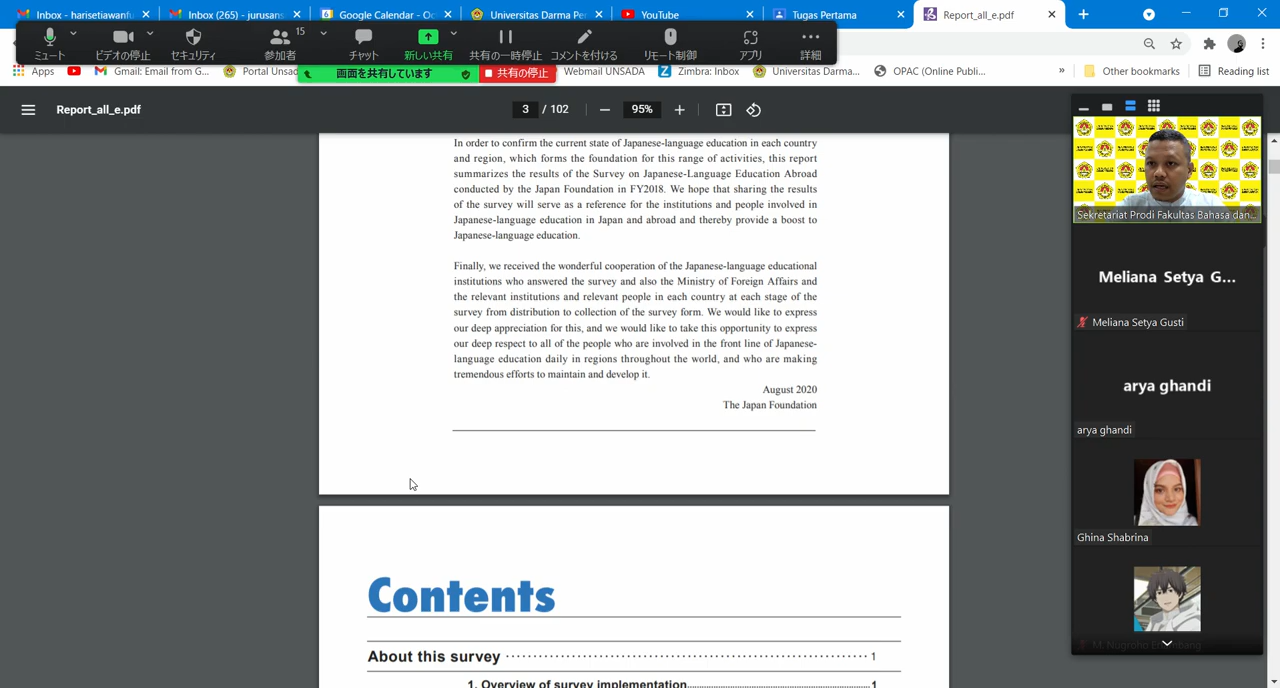 Inbox - harisetiawanfu
Inbox (265) - jurusans
Google Calendar - Oc
Universitas Darma Pe
YouTube
Tugas Pertama
Report_all_e.pdf
15
ミュート
ビデオの停止
セキュリティ
参加者
チャット
新しい共有
共有の一時停止
コメントを付ける
リモート制御
アプリ
詳細
Apps
Gmail: Email from G...
Portal Unsad
画面を共有しています
共有の停止
Webmail UNSADA
Zimbra: Inbox
Universitas Darma...
OPAC (Online Publi...
»
Other bookmarks
Reading list
Report_all_e.pdf
3 / 102
95%
In order to confirm the current state of Japanese-language education in each country
and region, which forms the foundation for this range of activities, this report
summarizes the results of the Survey on Japanese-Language Education Abroad
conducted by the Japan Foundation in FY2018. We hope that sharing the results
of the survey will serve as a reference for the institutions and people involved in
Japanese-language education in Japan and abroad and thereby provide a boost to
Japanese-language education.
Finally, we received the wonderful cooperation of the Japanese-language educational
institutions who answered the survey and also the Ministry of Foreign Affairs and
the relevant institutions and relevant people in each country at each stage of the
survey from distribution to collection of the survey form. We would like to express
our deep appreciation for this, and we would like to take this opportunity to express
our deep respect to all of the people who are involved in the front line of Japanese-
language education daily in regions throughout the world, and who are making
tremendous efforts to maintain and develop it.
August 2020
The Japan Foundation
Contents
About this survey 1
1. Overview of survey implementation 1
Sekretariat Prodi Fakultas Bahasa dan...
Meliana Setya G...
Meliana Setya Gusti
arya ghandi
arya ghandi
Ghina Shabrina
M. Nugroho